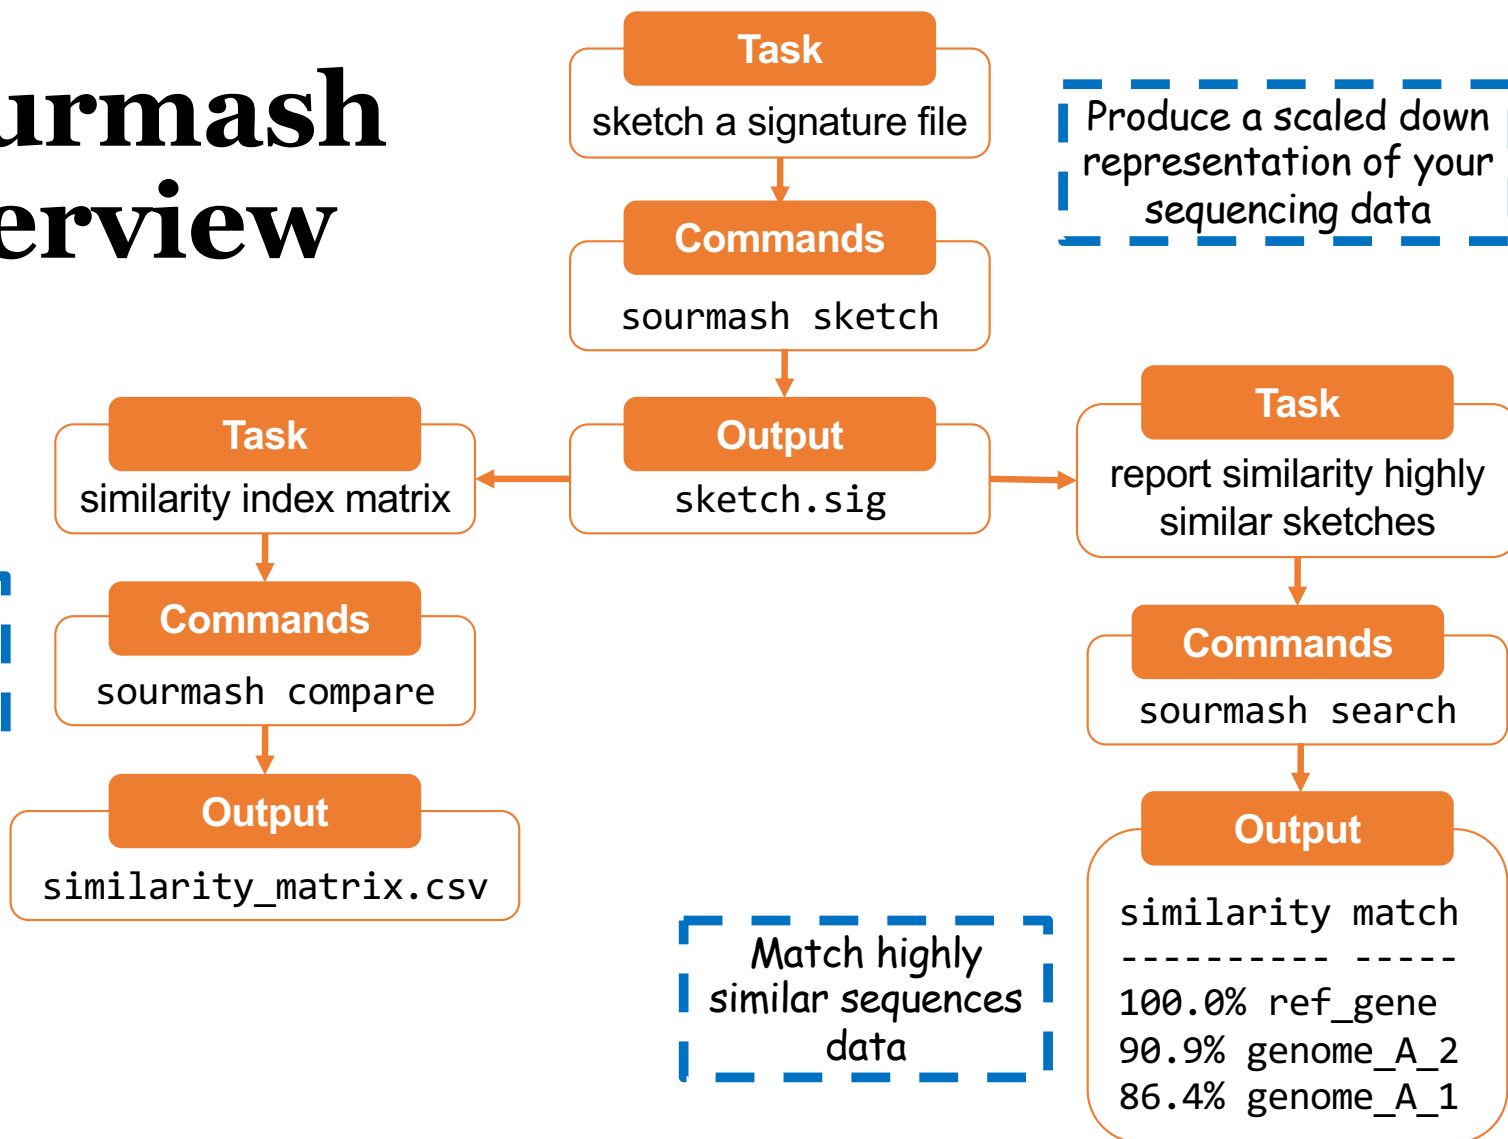 urmash
erview
Task
sketch a signature file
Produce a scaled down
representation of your
sequencing data
Commands
sourmash sketch
Output
sketch.sig
Task
similarity index matrix
Commands
sourmash compare
Output
similarity_matrix.csv
Task
report similarity highly
similar sketches
Commands
sourmash search
Output
similarity match
---------- -----
100.0% ref_gene
90.9% genome_A_2
86.4% genome_A_1
Match highly
similar sequences
data